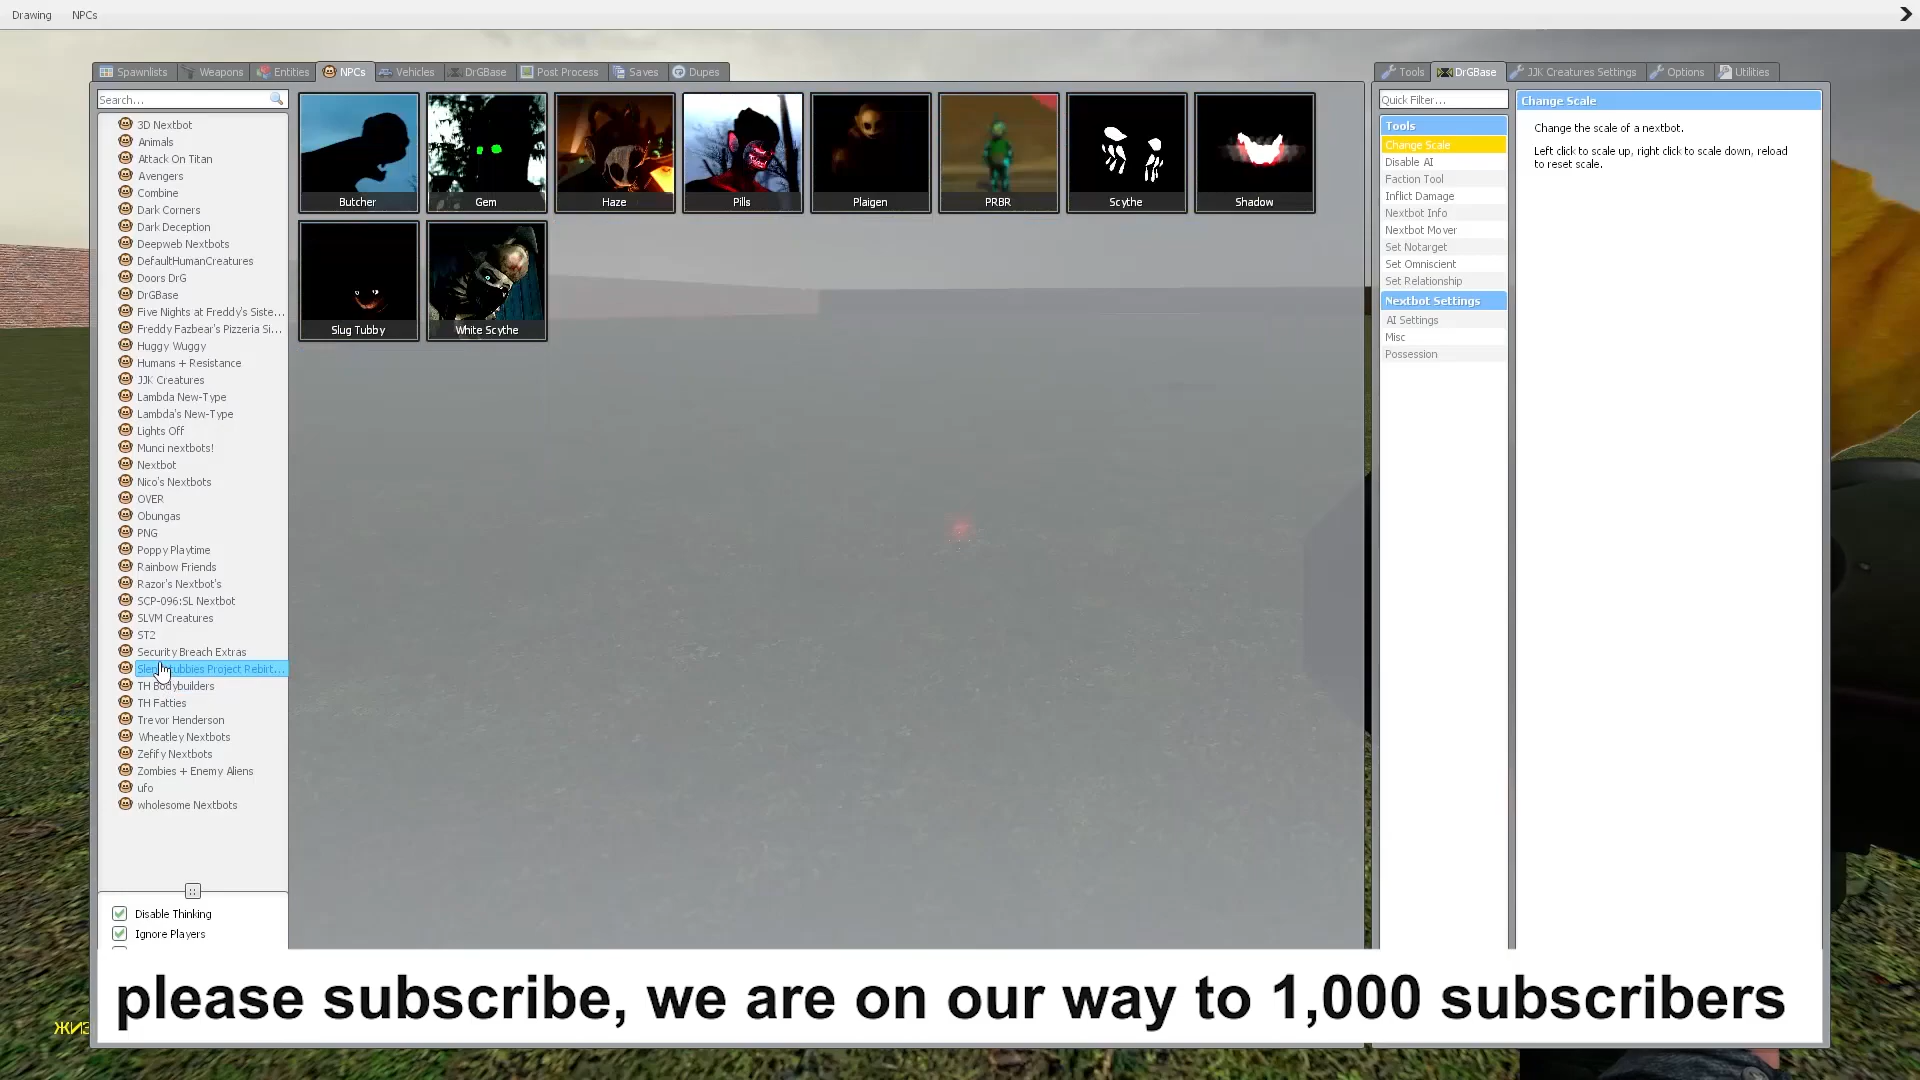 Drawing NPCs
Spawnlists Weapons Entities NPCs Vehicles DrGBase Post Process Saves Dupes
Tools DrGBase JJK Creatures Settings Options Utilities
Search...
3D Nextbot
Animals
Attack On Titan
Avengers
Combine
Dark Corners
Dark Deception
Deepweb Nextbots
DefaultHumanCreatures
Doors DrG
DrGBase
Five Nights at Freddy's Siste...
Freddy Fazbear's Pizzeria Si...
Huggy Wuggy
Humans + Resistance
JJK Creatures
Lambda New-Type
Lambda's New-Type
Lights Off
Munci nextbots!
Nextbot
Nico's Nextbots
OVER
Obungas
PNG
Poppy Playtime
Rainbow Friends
Razor's Nextbot's
SCP-096:SL Nextbot
SLVM Creatures
ST2
Security Breach Extras
Project Rebirt...
TH Bodybuilders
TH Fatties
Trevor Henderson
Wheatley Nextbots
Zefify Nextbots
Zombies + Enemy Aliens
ufo
wholesome Nextbots
Disable Thinking
Ignore Players
Butcher Gem Haze Pills Plaigen PRBR Scythe Shadow
Slug Tubby White Scythe
Quick Filter...
Tools
Change Scale
Disable AI
Faction Tool
Inflict Damage
Nextbot Info
Nextbot Mover
Set Notarget
Set Omniscient
Set Relationship
Nextbot Settings
AI Settings
Misc
Possession
Change Scale
Change the scale of a nextbot.
Left click to scale up, right click to scale down, reload
to reset scale.
please subscribe, we are on our way to 1,000 subscribers